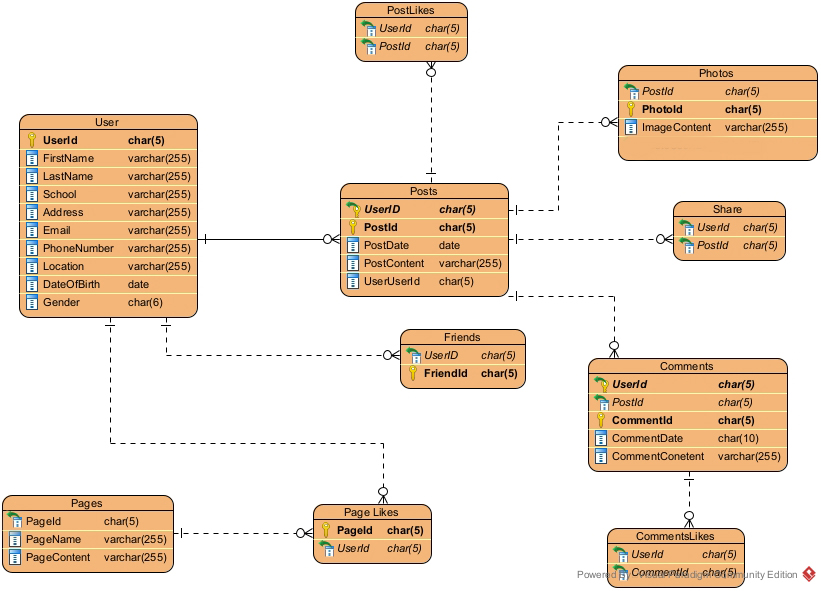 PostLikes
UserId char(5)
PostId char(5)
Photos
PostId char(5)
PhotoId char(5)
ImageContent varchar(255)
User
UserId char(5)
FirstName varchar(255)
LastName varchar(255)
School varchar(255)
Address varchar(255)
Email varchar(255)
PhoneNumber varchar(255)
Location varchar(255)
DateOfBirth date
Gender char(6)
Posts
UserID char(5)
PostId char(5)
PostDate date
PostContent varchar(255)
UserUserId char(5)
Share
UserId char(5)
PostId char(5)
Friends
UserID char(5)
FriendId char(5)
Comments
UserId char(5)
PostId char(5)
CommentId char(5)
CommentDate char(10)
CommentConetent varchar(255)
Pages
PageId char(5)
PageName varchar(255)
PageContent varchar(255)
Page Likes
PageId char(5)
UserId char(5)
CommentsLikes
UserId char(5)
CommentId char(5)
Powered by Visual Paradigm Community Edition